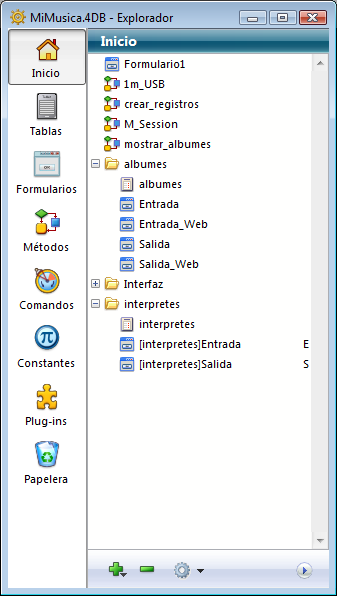 MiMusica.4DB - Explorador
Inicio
Inicio
Tablas
Formularios
Métodos
Comandos
Constantes
Plug-ins
Papelera
Formulario1
1m_USB
crear_registros
M_Session
mostrar_albumes
albumes
albumes
Entrada
Entrada_Web
Salida
Salida_Web
Interfaz
interpretes
interpretes
[interpretes]Entrada E
[interpretes]Salida S